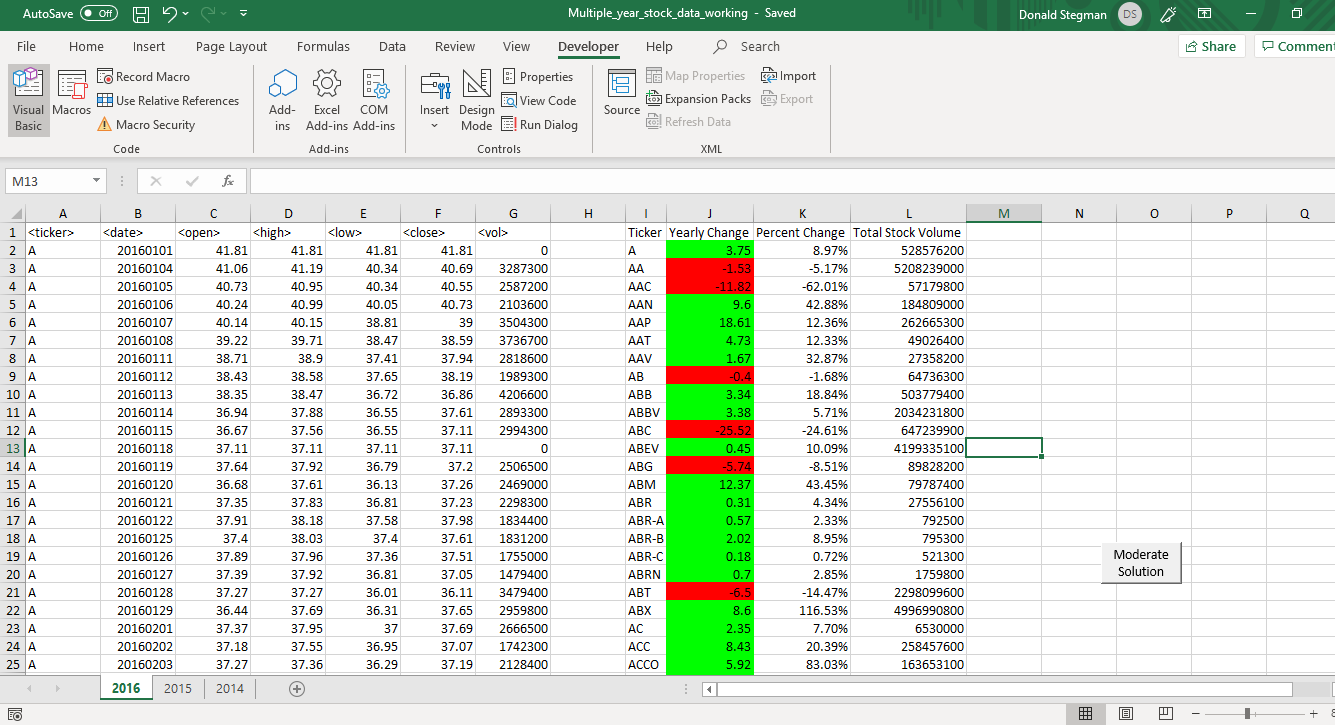 AutoSave Off Multiple_year_stock_data_working - Saved Donald Stegman DS
File Home Insert Page Layout Formulas Data Review View Developer Help Search Share Comment
Visual Basic
Macros
Record Macro
Use Relative References
Macro Security
Code
Add-ins
Excel Add-ins
COM Add-ins
Add-ins
Insert
Design Mode
Properties
View Code
Run Dialog
Controls
Source
Map Properties
Expansion Packs
Refresh Data
Import
Export
XML
M13 fx
A B C D E F G H I J K L M N O P Q
1 <ticker> <date> <open> <high> <low> <close> <vol> Ticker Yearly Change Percent Change Total Stock Volume
2 A 20160101 41.81 41.81 41.81 41.81 0 A 3.75 8.97% 528576200
3 A 20160104 41.06 41.19 40.34 40.69 3287300 AA -1.53 -5.17% 5208239000
4 A 20160105 40.73 40.95 40.34 40.55 2587200 AAC -11.82 -62.01% 57179800
5 A 20160106 40.24 40.99 40.05 40.73 2103600 AAN 9.6 42.88% 184809000
6 A 20160107 40.14 40.15 38.81 39 3504300 AAP 18.61 12.36% 262665300
7 A 20160108 39.22 39.71 38.47 38.59 3736700 AAT 4.73 12.33% 49026400
8 A 20160111 38.71 38.9 37.41 37.94 2818600 AAV 1.67 32.87% 27358200
9 A 20160112 38.43 38.58 37.65 38.19 1989300 AB -0.4 -1.68% 64736300
10 A 20160113 38.35 38.47 36.72 36.86 4206600 ABB 3.34 18.84% 503779400
11 A 20160114 36.94 37.88 36.55 37.61 2893300 ABBV 3.38 5.71% 2034231800
12 A 20160115 36.67 37.56 36.55 37.11 2994300 ABC -25.52 -24.61% 647239900
13 A 20160118 37.11 37.11 37.11 37.11 0 ABEV 0.45 10.09% 4199335100
14 A 20160119 37.64 37.92 36.79 37.2 2506500 ABG -5.74 -8.51% 89828200
15 A 20160120 36.68 37.61 36.13 37.26 2469000 ABM 12.37 43.45% 79787400
16 A 20160121 37.35 37.83 36.81 37.23 2298300 ABR 0.31 4.34% 27556100
17 A 20160122 37.91 38.18 37.58 37.98 1834400 ABR-A 0.57 2.33% 792500
18 A 20160125 37.4 38.03 37.4 37.61 1831200 ABR-B 2.02 8.95% 795300
19 A 20160126 37.89 37.96 37.36 37.51 1755000 ABR-C 0.18 0.72% 521300
20 A 20160127 37.39 37.92 36.81 37.05 1479400 ABRN 0.7 2.85% 1759800
21 A 20160128 37.27 37.27 36.01 36.11 3479400 ABT -6.5 -14.47% 2298099600
22 A 20160129 36.44 37.69 36.31 37.65 2959800 ABX 8.6 116.53% 4996990800
23 A 20160201 37.37 37.95 37 37.69 2666500 AC 2.35 7.70% 6530000
24 A 20160202 37.18 37.55 36.95 37.07 1742300 ACC 8.43 20.39% 258457600
25 A 20160203 37.27 37.36 36.29 37.19 2128400 ACCO 5.92 83.03% 163653100
Moderate
Solution
2016 2015 2014